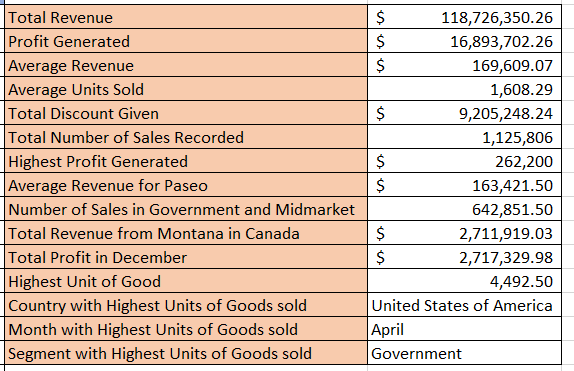 Total Revenue $ 118,726,350.26
Profit Generated $ 16,893,702.26
Average Revenue $ 169,609.07
Average Units Sold 1,608.29
Total Discount Given $ 9,205,248.24
Total Number of Sales Recorded 1,125,806
Highest Profit Generated $ 262,200
Average Revenue for Paseo $ 163,421.50
Number of Sales in Government and Midmarket 642,851.50
Total Revenue from Montana in Canada $ 2,711,919.03
Total Profit in December $ 2,717,329.98
Highest Unit of Good 4,492.50
Country with Highest Units of Goods sold United States of America
Month with Highest Units of Goods sold April
Segment with Highest Units of Goods sold Government